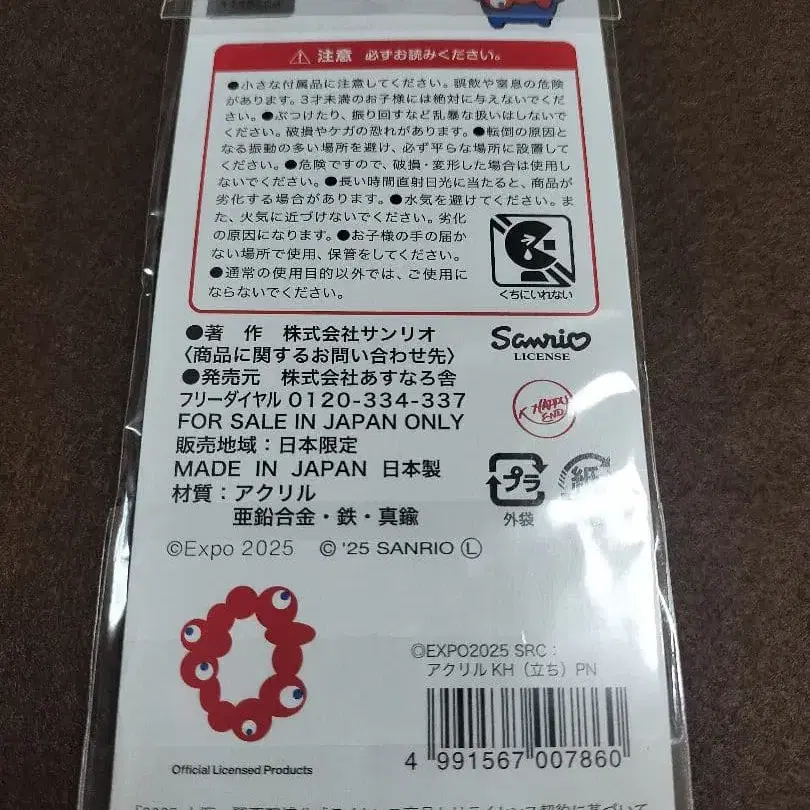 ⚠ 注意 必ずお読みください。
●小さな付属品に注意してください。誤飲や窒息の危険
があります。3才未満のお子様には絶対に与えないでくだ
さい。●ぶつけたり、振り回すなど乱暴な扱いはしないで
ください。破損やケガの恐れがあります。●転倒の原因と
なる振動の多い場所を避け、必ず平らな場所に設置して
ください。●危険ですので、破損・変形した場合は使用し
ないでください。●長い時間直射日光に当たると、商品が
劣化する場合があります。●水気を避けてください。ま
た、火気に近づけないでください。劣化
の原因になります。●お子様の手の届か
ない場所で使用、保管をしてください。
●通常の使用目的以外では、ご使用に
ならないでください。
くちにいれない
●著 作 株式会社サンリオ
〈商品に関するお問い合わせ先〉
●発売元 株式会社あすなろ舎
フリーダイヤル 0120-334-337
FOR SALE IN JAPAN ONLY
販売地域：日本限定
MADE IN JAPAN 日本製
材質：アクリル
亜鉛合金・鉄・真鍮
Sanrio
LICENSE
K HAPPY
END
プラ
外袋
紙
©Expo 2025 © '25 SANRIO Ⓛ
Official Licensed Products
©EXPO2025 SRC：
アクリルKH（立ち）PN
4 991567 007860